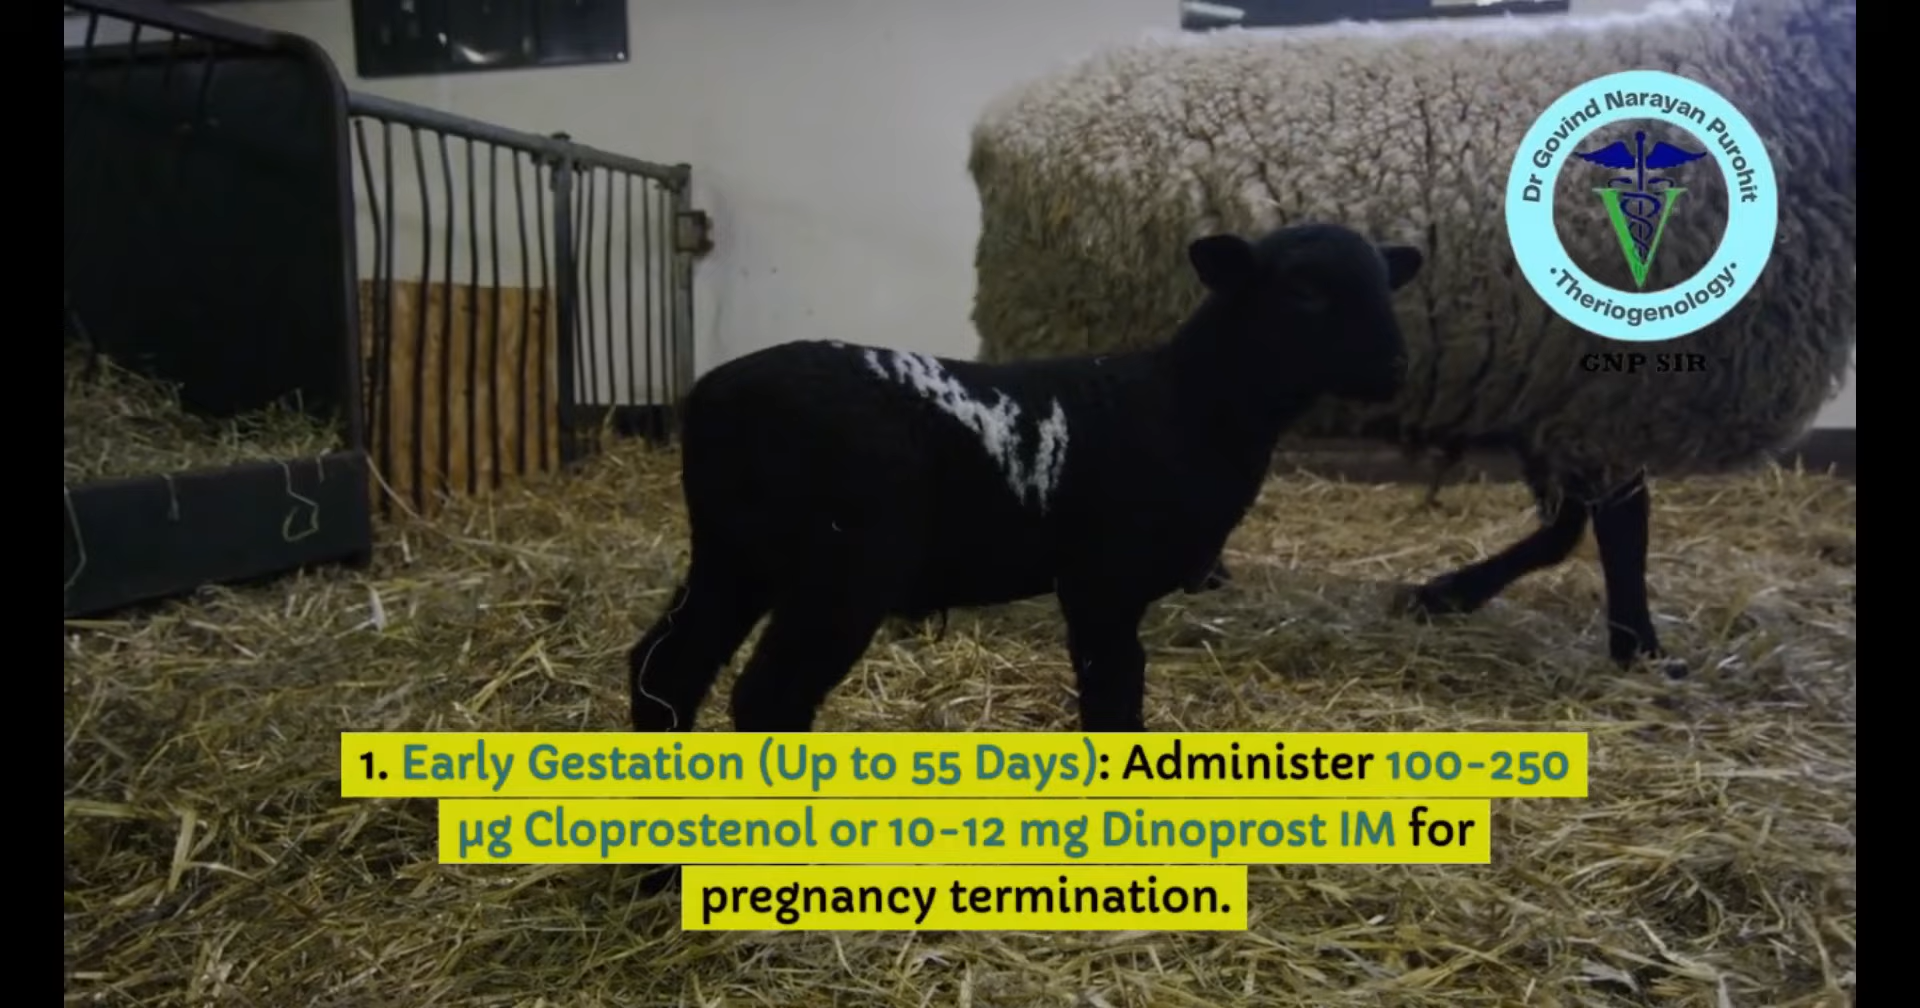 Dr Govind Narayan Purohit
• Theriogenology •
GNP SIR
1. Early Gestation (Up to 55 Days): Administer 100-250
µg Cloprostenol or 10-12 mg Dinoprost IM for
pregnancy termination.